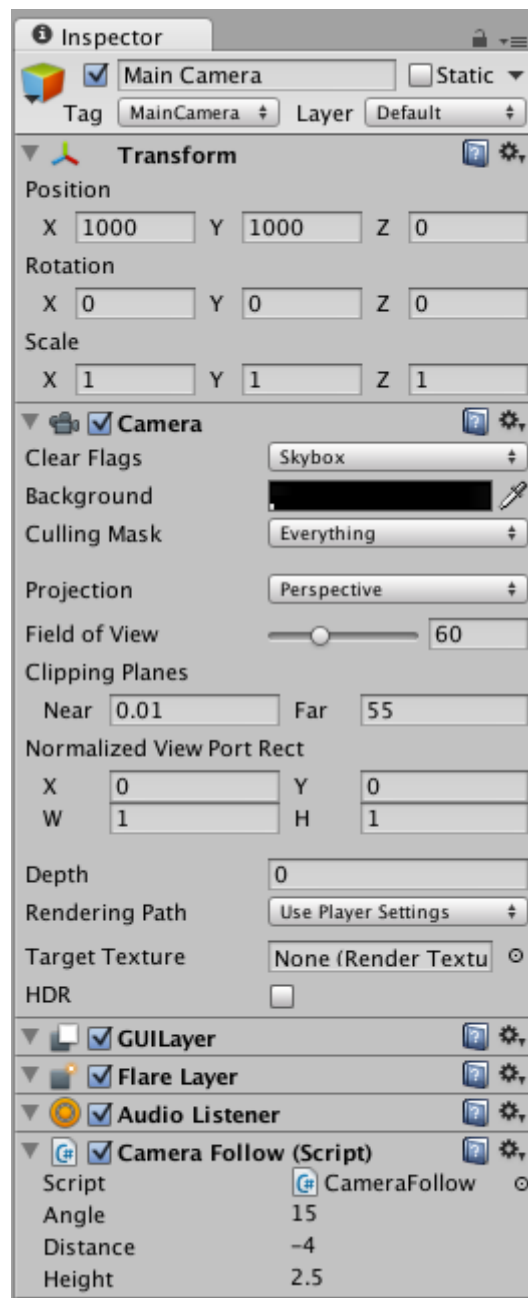 Inspector
Main Camera Static
Tag MainCamera Layer Default
Transform
Position
X 1000 Y 1000 Z 0
Rotation
X 0 Y 0 Z 0
Scale
X 1 Y 1 Z 1
Camera
Clear Flags Skybox
Background
Culling Mask Everything
Projection Perspective
Field of View 60
Clipping Planes
Near 0.01 Far 55
Normalized View Port Rect
X 0 Y 0
W 1 H 1
Depth 0
Rendering Path Use Player Settings
Target Texture None (Render Textu
HDR
GUILayer
Flare Layer
Audio Listener
C# Camera Follow (Script)
Script C# CameraFollow
Angle 15
Distance -4
Height 2.5